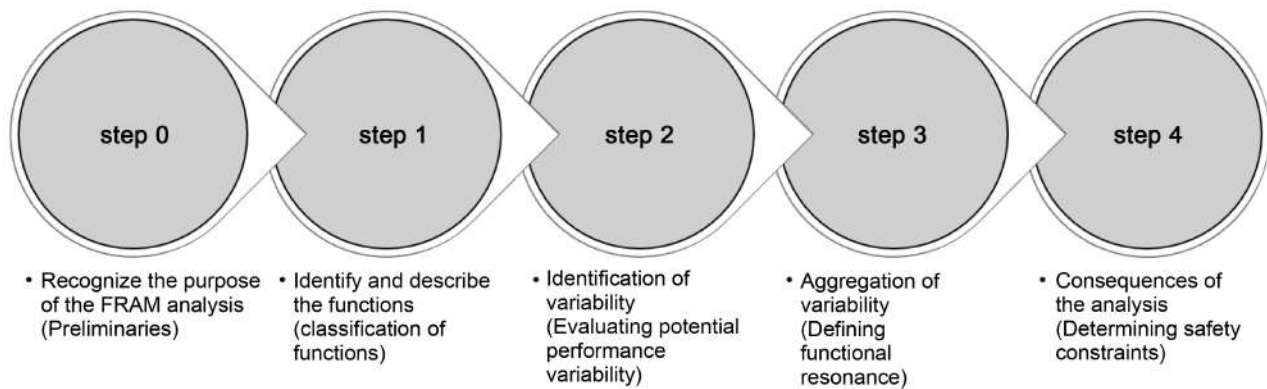 step 0
step 1
step 2
step 3
step 4
• Recognize the purpose
of the FRAM analysis
(Preliminaries)
• Identify and describe
the functions
(classification of
functions)
• Identification of
variability
(Evaluating potential
performance
variability)
• Aggregation of
variability
(Defining
functional
resonance)
• Consequences of
the analysis
(Determining safety
constraints)